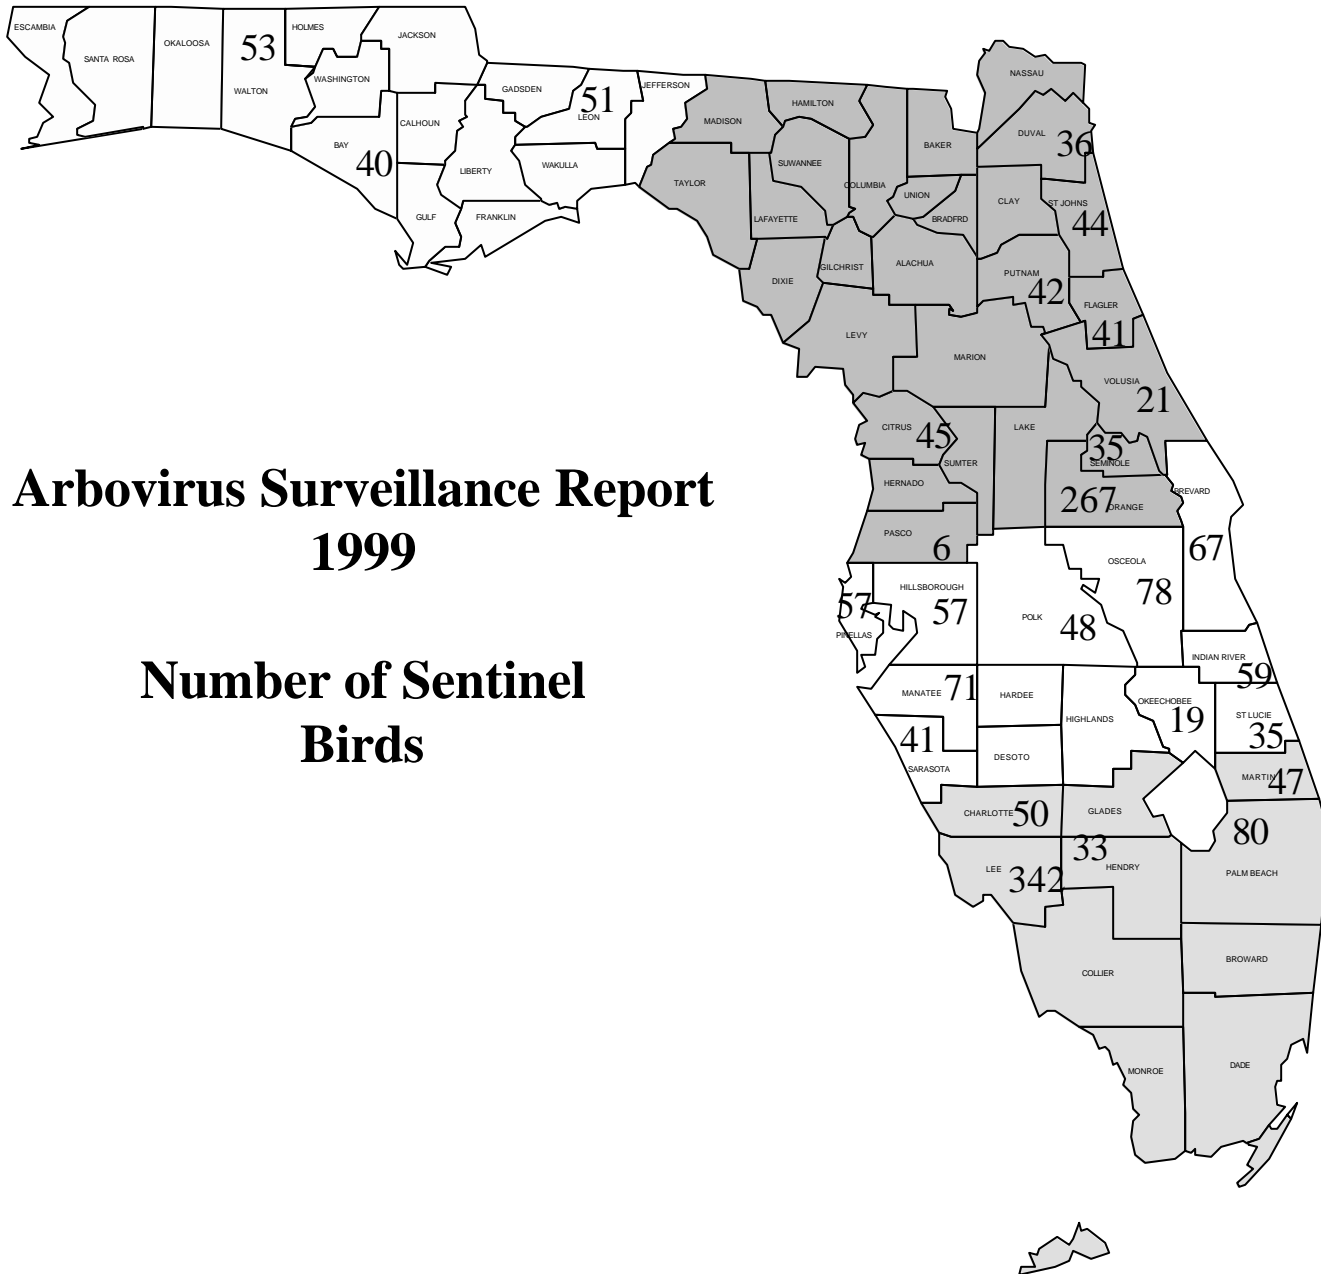 ESCAMBIA
SANTA ROSA
OKALOOSA
HOLMES
53
WALTON
JACKSON
WASHINGTON
BAY
40
CALHOUN
GADSDEN
51
LEON
JEFFERSON
LIBERTY
WAKULLA
GULF
FRANKLIN
MADISON
HAMILTON
NASSAU
DUVAL
36
BAKER
SUWANNEE
COLUMBIA
TAYLOR
UNION
CLAY
ST JOHNS
44
LAFAYETTE
BRADFRD
GILCHRIST
ALACHUA
PUTNAM
42
DIXIE
FLAGLER
41
LEVY
MARION
VOLUSIA
21
CITRUS
45
LAKE
SUMTER
35
SEMINOLE
HERNADO
267
ORANGE
BREVARD
67
PASCO
6
OSCEOLA
78
HILLSBOROUGH
57
57
PINELLAS
POLK
48
INDIAN RIVER
59
MANATEE
71
HARDEE
HIGHLANDS
OKEECHOBEE
19
ST LUCIE
35
41
SARASOTA
DESOTO
MARTIN
47
CHARLOTTE
50
GLADES
33
80
LEE
342
HENDRY
PALM BEACH
BROWARD
COLLIER
MONROE
DADE
Arbovirus Surveillance Report
1999
Number of Sentinel
Birds